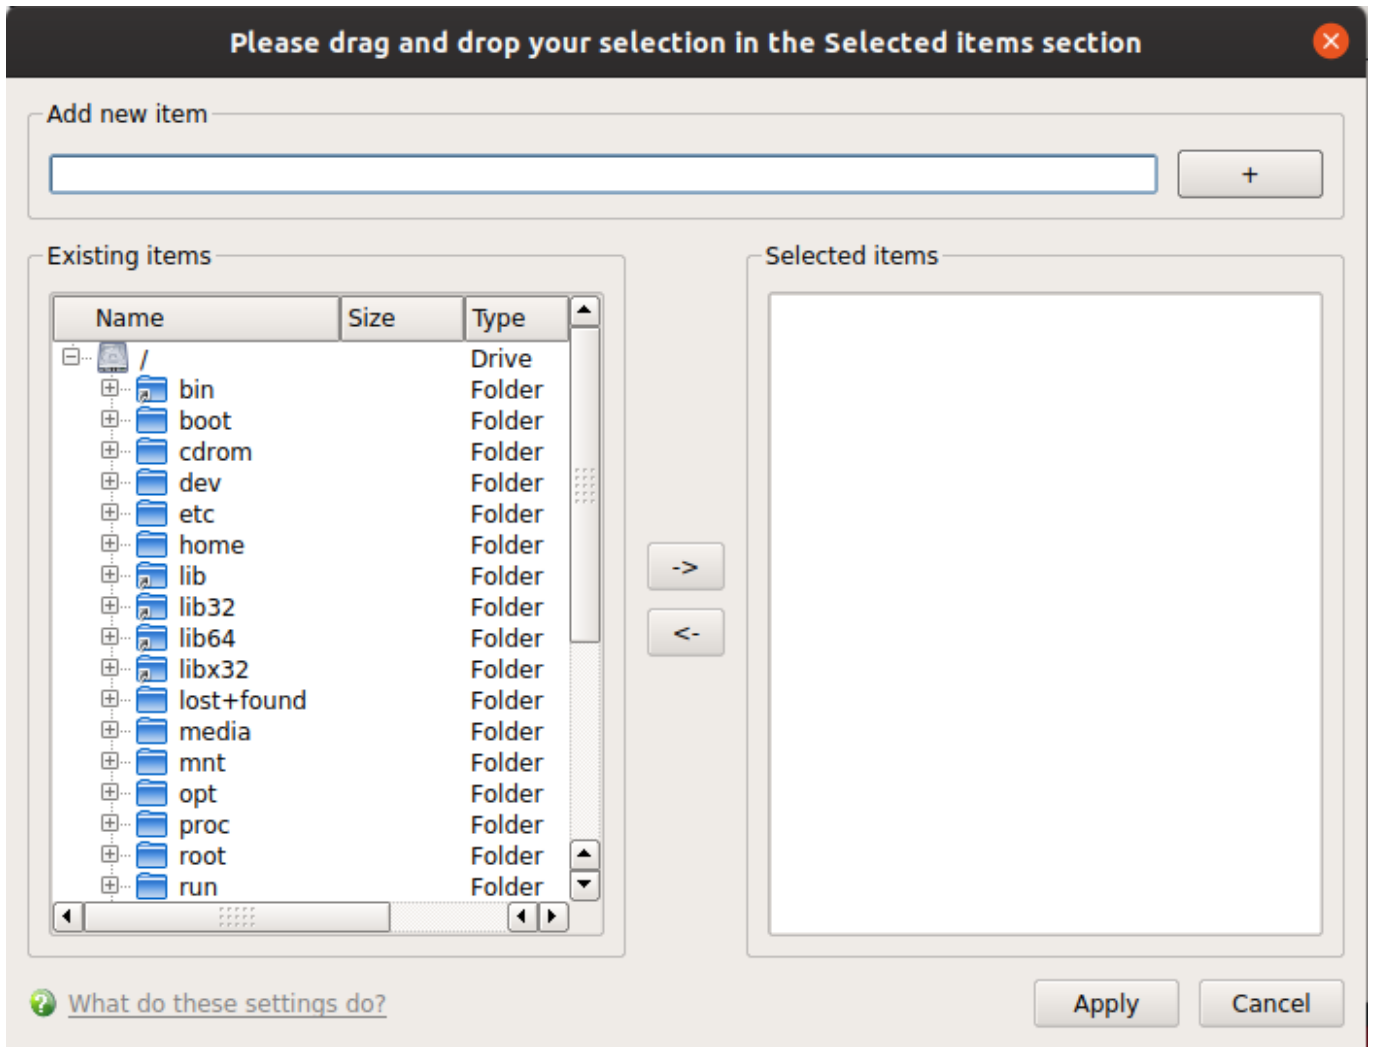 Please drag and drop your selection in the Selected items section
Add new item
+
Existing items
Selected items
Name Size Type
/ Drive
bin Folder
boot Folder
cdrom Folder
dev Folder
etc Folder
home Folder
lib Folder
lib32 Folder
lib64 Folder
libx32 Folder
lost+found Folder
media Folder
mnt Folder
opt Folder
proc Folder
root Folder
run Folder
->
<-
What do these settings do?
Apply
Cancel